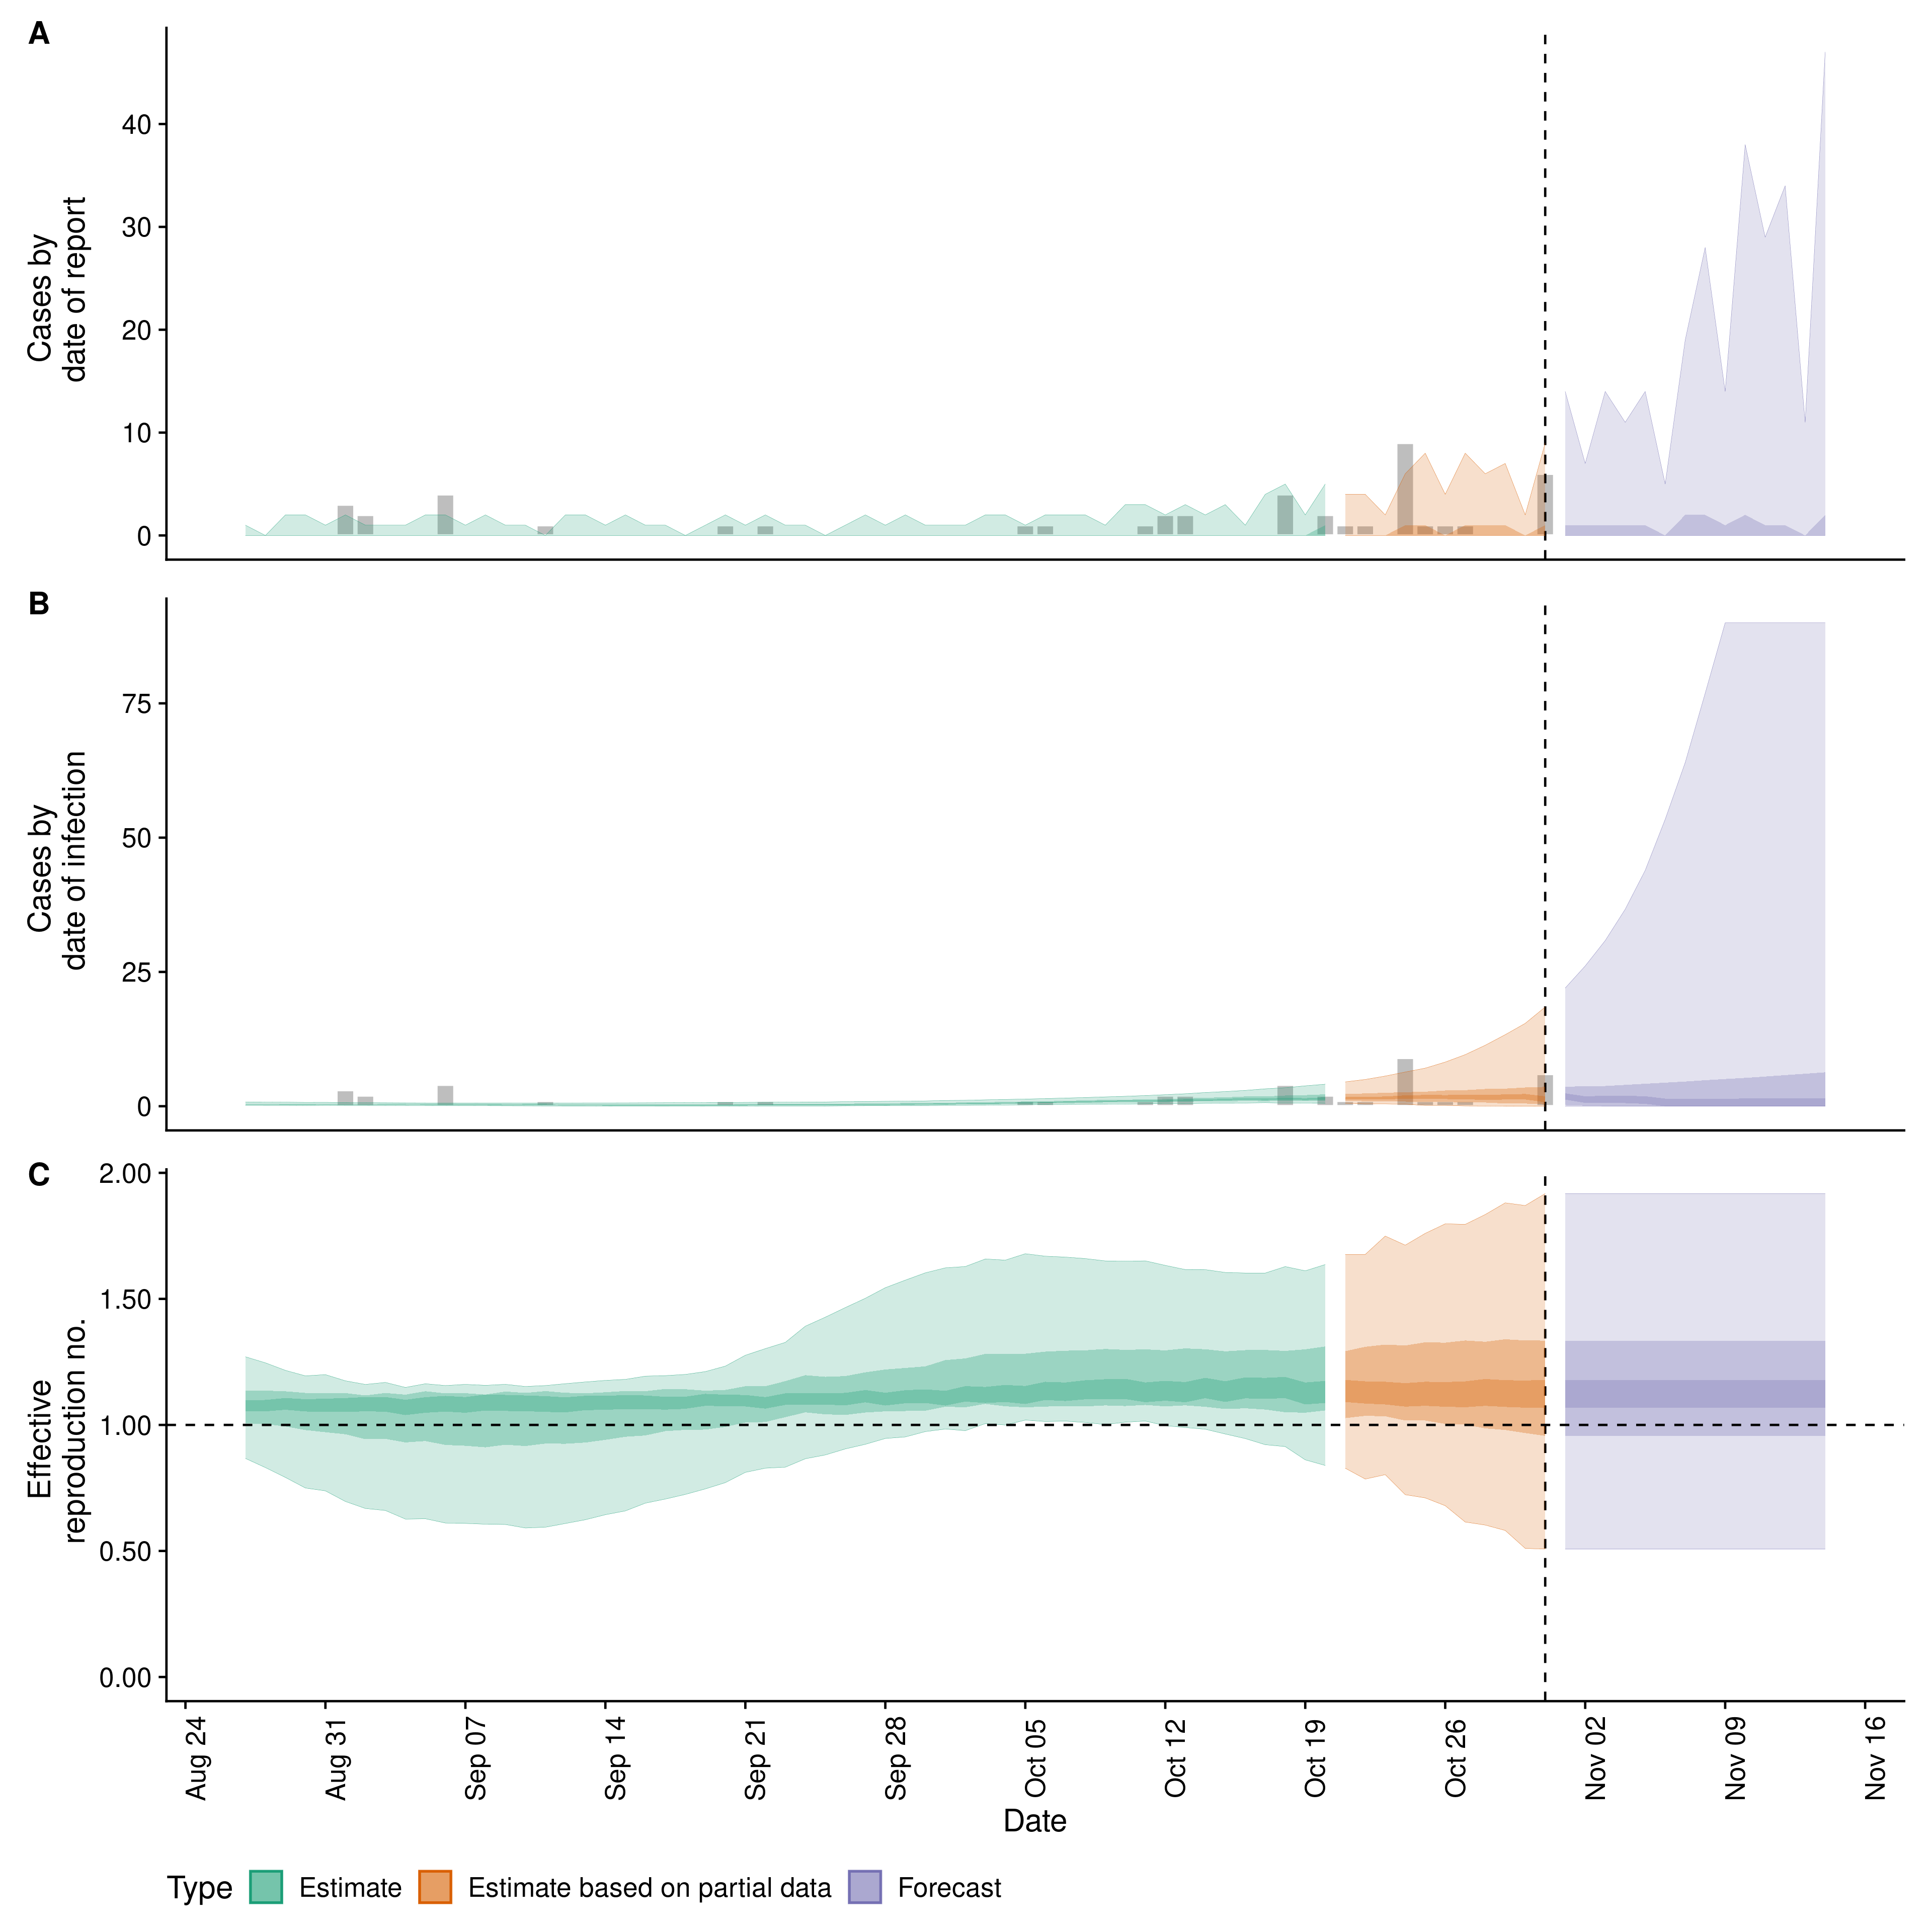 A
Cases by
date of report
40
30
20
10
0
B
Cases by
date of infection
75
50
25
0
C
Effective
reproduction no.
2.00
1.50
1.00
0.50
0.00
Aug 24
Aug 31
Sep 07
Sep 14
Sep 21
Sep 28
Oct 05
Oct 12
Oct 19
Oct 26
Nov 02
Nov 09
Nov 16
Date
Type
Estimate
Estimate based on partial data
Forecast